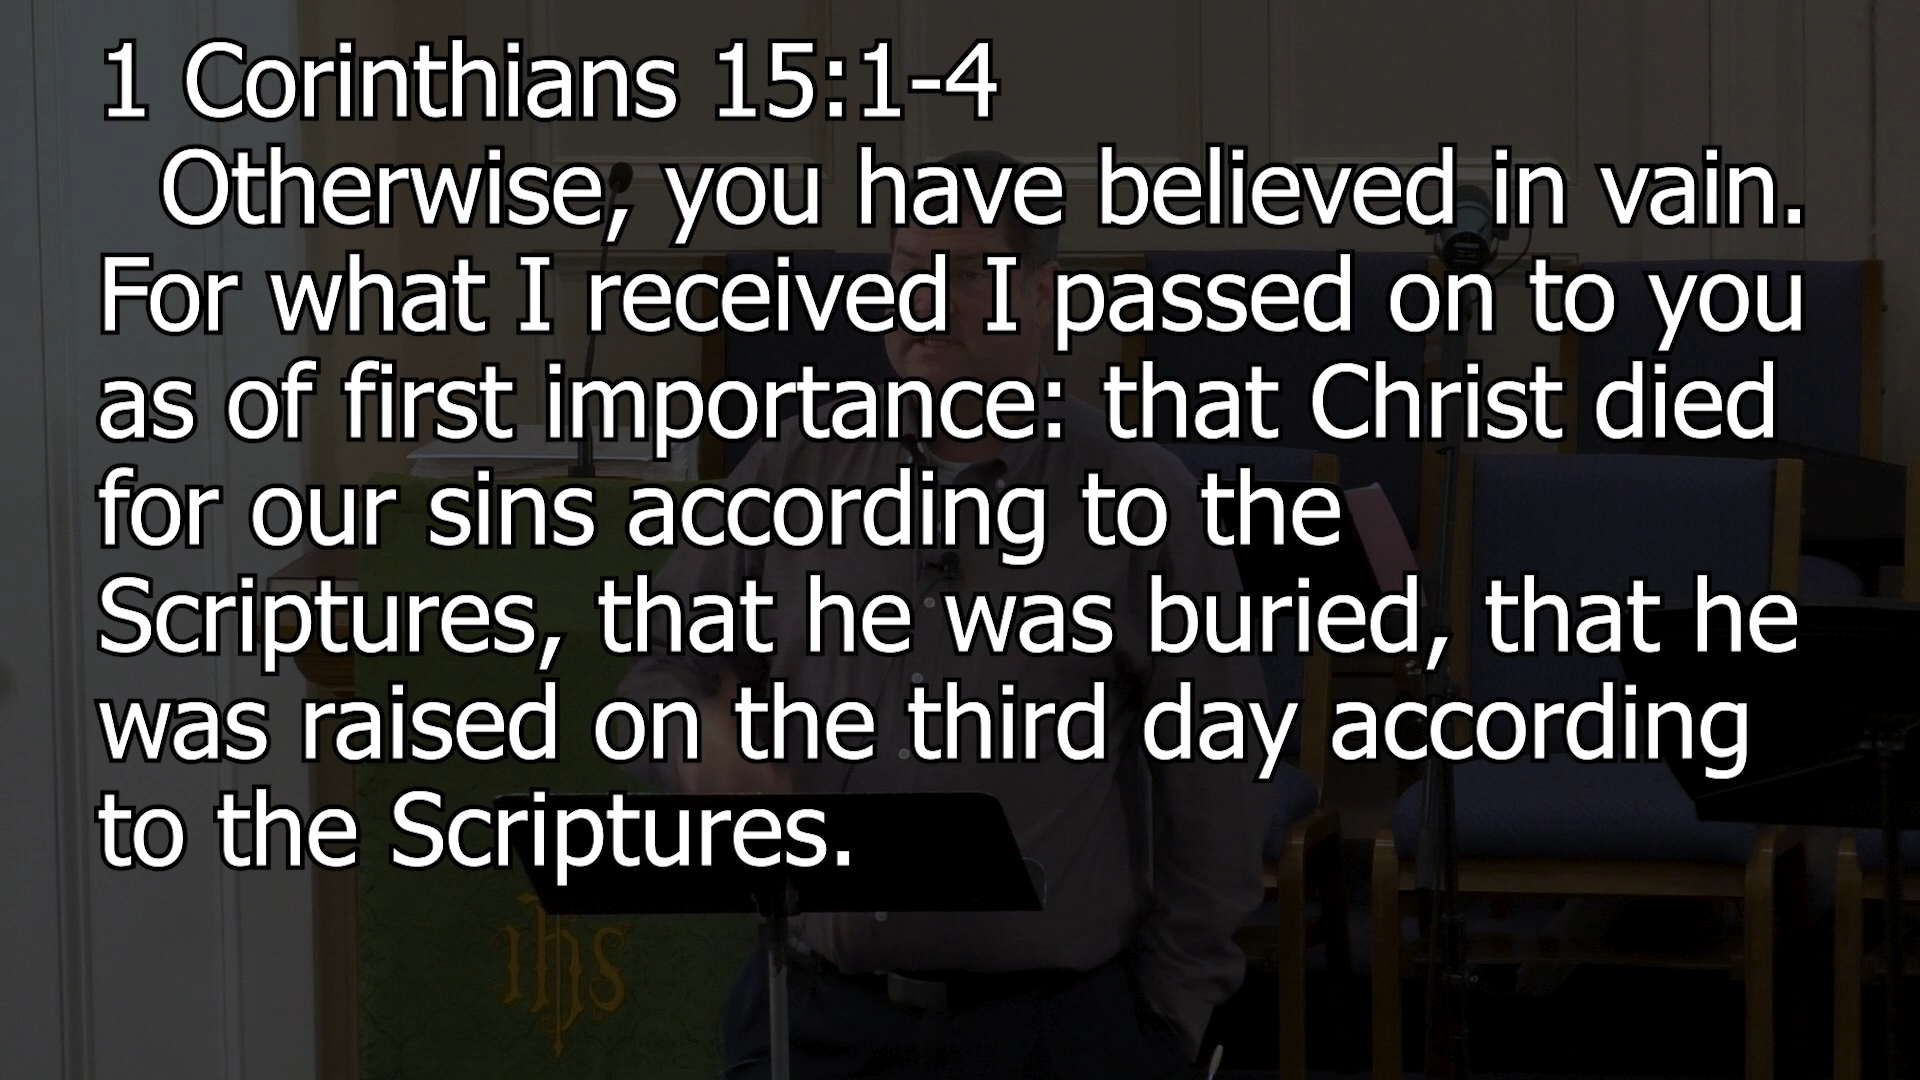 1 Corinthians 15:1-4
Otherwise, you have believed in vain.
For what I received I passed on to you
as of first importance: that Christ died
for our sins according to the
Scriptures, that he was buried, that he
was raised on the third day according
to the Scriptures.
IHS